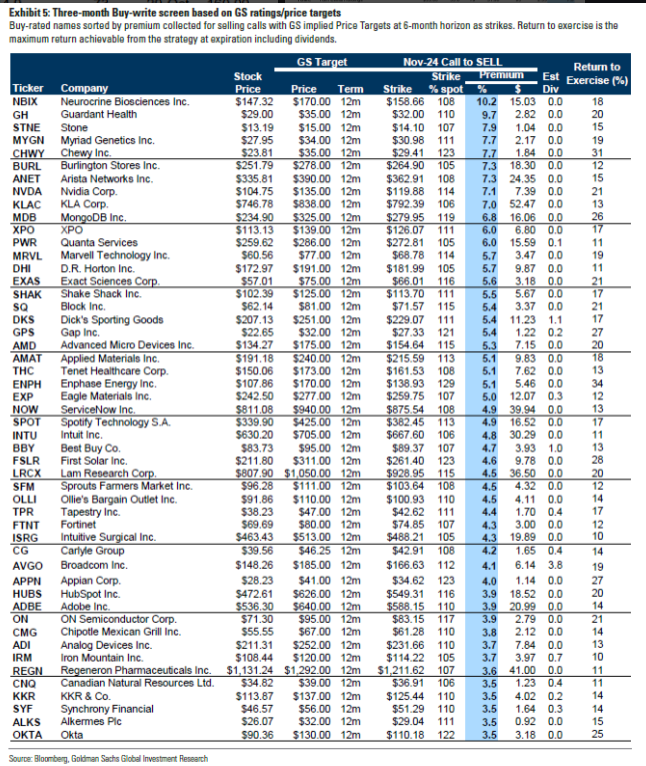 Exhibit 5: Three-month Buy-write screen based on GS ratings/price targets
Buy-rated names sorted by premium collected for selling calls with GS implied Price Targets at 6-month horizon as strikes. Return to exercise is the
maximum return achievable from the strategy at expiration including dividends.
GS Target Nov-24 Call to SELL
Stock Strike Premium Est Return to
Ticker Company Price Price Term Strike % spot % $ Div Exercise (%)
NBIX Neurocrine Biosciences Inc. $147.32 $170.00 12m $158.66 108 10.2 15.03 0.0 18
GH Guardant Health $29.00 $35.00 12m $32.00 110 9.7 2.82 0.0 20
STNE Stone $13.19 $15.00 12m $14.10 107 7.9 1.04 0.0 15
MYGN Myriad Genetics Inc. $27.95 $34.00 12m $30.98 111 7.7 2.17 0.0 19
CHWY Chewy Inc. $23.81 $35.00 12m $29.41 123 7.7 1.84 0.0 31
BURL Burlington Stores Inc. $251.79 $278.00 12m $264.90 105 7.3 18.30 0.0 12
ANET Arista Networks Inc. $335.81 $390.00 12m $362.91 108 7.3 24.35 0.0 15
NVDA Nvidia Corp. $104.75 $135.00 12m $119.88 114 7.1 7.39 0.0 21
KLAC KLA Corp. $746.78 $838.00 12m $792.39 106 7.0 52.47 0.0 13
MDB MongoDB Inc. $234.90 $325.00 12m $279.95 119 6.8 16.06 0.0 26
XPO XPO $113.13 $139.00 12m $126.07 111 6.0 6.80 0.0 17
PWR Quanta Services $259.62 $286.00 12m $272.81 105 6.0 15.59 0.1 11
MRVL Marvell Technology Inc. $60.56 $77.00 12m $68.78 114 5.7 3.47 0.0 19
DHI D.R. Horton Inc. $172.97 $191.00 12m $181.99 105 5.7 9.87 0.0 11
EXAS Exact Sciences Corp. $57.01 $75.00 12m $66.01 116 5.6 3.18 0.0 21
SHAK Shake Shack Inc. $102.39 $125.00 12m $113.70 111 5.5 5.67 0.0 17
SQ Block Inc. $62.14 $81.00 12m $71.57 115 5.4 3.37 0.0 21
DKS Dick's Sporting Goods $207.13 $251.00 12m $229.07 111 5.4 11.23 1.1 17
GPS Gap Inc. $22.65 $32.00 12m $27.33 121 5.4 1.22 0.2 27
AMD Advanced Micro Devices Inc. $134.27 $175.00 12m $154.64 115 5.3 7.15 0.0 20
AMAT Applied Materials Inc. $191.18 $240.00 12m $215.59 113 5.1 9.83 0.0 18
THC Tenet Healthcare Corp. $150.06 $173.00 12m $161.53 108 5.1 7.62 0.0 13
ENPH Enphase Energy Inc. $107.86 $170.00 12m $138.93 129 5.1 5.46 0.0 34
EXP Eagle Materials Inc. $242.50 $277.00 12m $259.75 107 5.0 12.07 0.3 12
NOW ServiceNow Inc. $811.08 $940.00 12m $875.54 108 4.9 39.94 0.0 13
SPOT Spotify Technology S.A. $339.90 $425.00 12m $382.45 113 4.9 16.52 0.0 17
INTU Intuit Inc. $630.20 $705.00 12m $667.60 106 4.8 30.29 0.0 11
BBY Best Buy Co. $83.73 $95.00 12m $89.37 107 4.7 3.93 1.0 13
FSLR First Solar Inc. $211.80 $311.00 12m $261.40 123 4.6 9.78 0.0 28
LRCX Lam Research Corp. $807.90 $1,050.00 12m $928.95 115 4.5 36.50 0.0 20
SFM Sprouts Farmers Market Inc. $96.28 $111.00 12m $103.64 108 4.5 4.32 0.0 12
OLLI Ollie's Bargain Outlet Inc. $91.86 $110.00 12m $100.93 110 4.5 4.11 0.0 14
TPR Tapestry Inc. $38.23 $47.00 12m $42.62 111 4.4 1.70 0.4 17
FTNT Fortinet $69.69 $80.00 12m $74.85 107 4.3 3.00 0.0 12
ISRG Intuitive Surgical Inc. $463.43 $513.00 12m $488.21 105 4.3 19.89 0.0 10
CG Carlyle Group $39.56 $46.25 12m $42.91 108 4.2 1.65 0.4 14
AVGO Broadcom Inc. $148.26 $185.00 12m $166.63 112 4.1 6.14 3.8 19
APPN Appian Corp. $28.23 $41.00 12m $34.62 123 4.0 1.14 0.0 27
HUBS HubSpot Inc. $472.61 $626.00 12m $549.31 116 3.9 18.52 0.0 20
ADBE Adobe Inc. $536.30 $640.00 12m $588.15 110 3.9 20.99 0.0 14
ON ON Semiconductor Corp. $71.30 $95.00 12m $83.15 117 3.9 2.79 0.0 21
CMG Chipotle Mexican Grill Inc. $55.55 $67.00 12m $61.28 110 3.8 2.12 0.0 14
ADI Analog Devices Inc. $211.31 $252.00 12m $231.66 110 3.7 7.84 0.0 13
IRM Iron Mountain Inc. $108.44 $120.00 12m $114.22 105 3.7 3.97 0.7 10
REGN Regeneron Pharmaceuticals Inc. $1,131.24 $1,292.00 12m $1,211.62 107 3.6 41.00 0.0 11
CNQ Canadian Natural Resources Ltd. $34.82 $39.00 12m $36.91 106 3.5 1.23 0.4 11
KKR KKR & Co. $113.87 $137.00 12m $125.44 110 3.5 4.02 0.2 14
SYF Synchrony Financial $46.57 $56.00 12m $51.29 110 3.5 1.64 0.3 14
ALKS Alkermes Plc $26.07 $32.00 12m $29.04 111 3.5 0.92 0.0 15
OKTA Okta $90.36 $130.00 12m $110.18 122 3.5 3.18 0.0 25
Source: Bloomberg, Goldman Sachs Global Investment Research